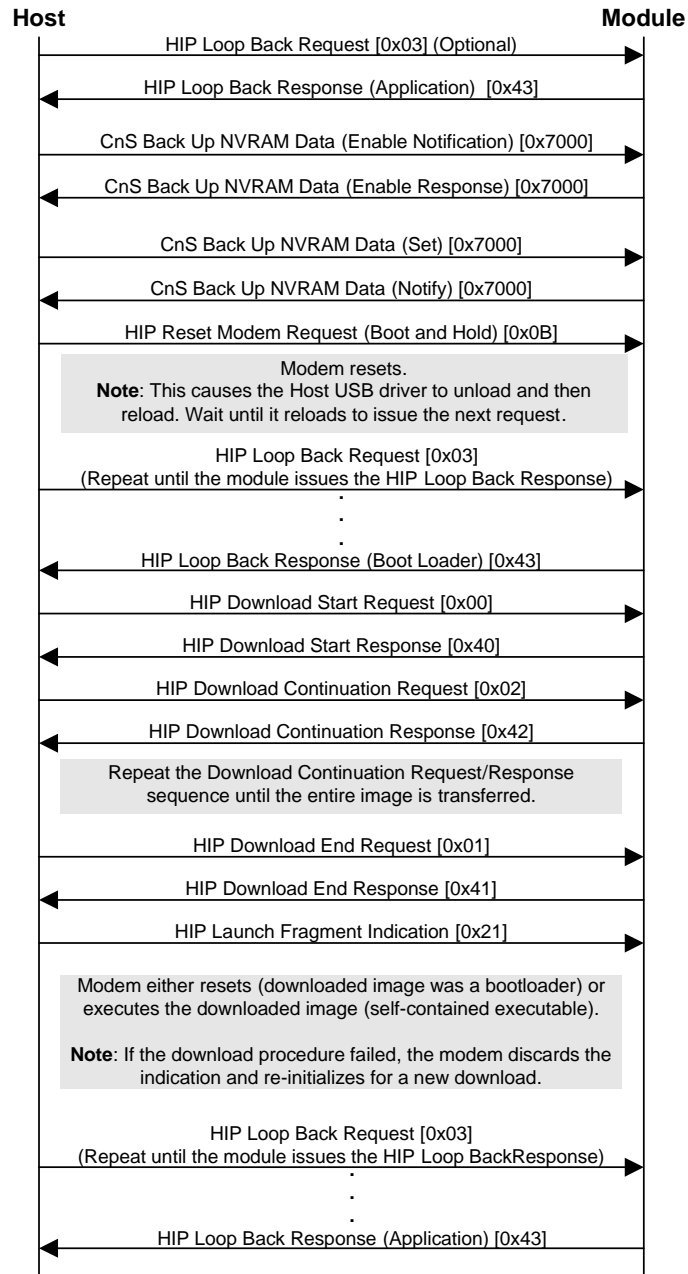 Host Module
HIP Loop Back Request [0x03] (Optional)
HIP Loop Back Response (Application) [0x43]
CnS Back Up NVRAM Data (Enable Notification) [0x7000]
CnS Back Up NVRAM Data (Enable Response) [0x7000]
CnS Back Up NVRAM Data (Set) [0x7000]
CnS Back Up NVRAM Data (Notify) [0x7000]
HIP Reset Modem Request (Boot and Hold) [0x0B]
Modem resets.
Note: This causes the Host USB driver to unload and then
reload. Wait until it reloads to issue the next request.
HIP Loop Back Request [0x03]
(Repeat until the module issues the HIP Loop Back Response)
.
.
.
HIP Loop Back Response (Boot Loader) [0x43]
HIP Download Start Request [0x00]
HIP Download Start Response [0x40]
HIP Download Continuation Request [0x02]
HIP Download Continuation Response [0x42]
Repeat the Download Continuation Request/Response
sequence until the entire image is transferred.
HIP Download End Request [0x01]
HIP Download End Response [0x41]
HIP Launch Fragment Indication [0x21]
Modem either resets (downloaded image was a bootloader) or
executes the downloaded image (self-contained executable).
Note: If the download procedure failed, the modem discards the
indication and re-initializes for a new download.
HIP Loop Back Request [0x03]
(Repeat until the module issues the HIP Loop BackResponse)
.
.
.
HIP Loop Back Response (Application) [0x43]